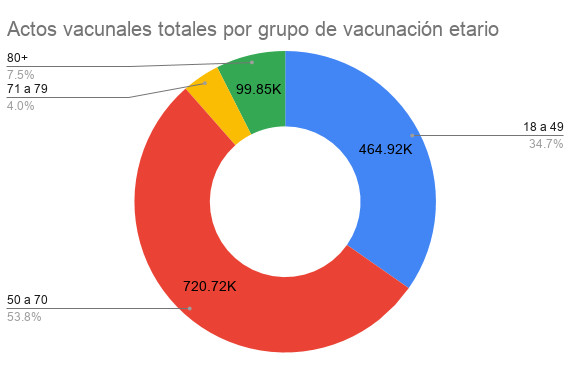 Actos vacunales totales por grupo de vacunación etario
80+
7.5%
71 a 79
4.0%
99.85K
18 a 49
34.7%
464.92K
720.72K
50 a 70
53.8%